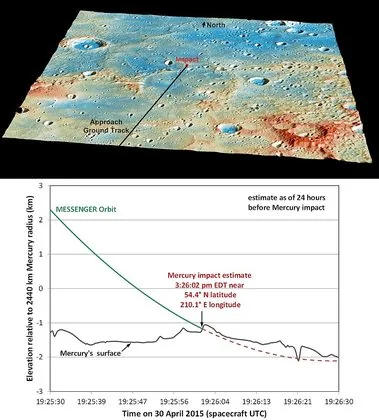 North
Impact
Approach
Ground Track
estimate as of 24 hours
before Mercury impact
MESSENGER Orbit
Mercury impact estimate
3:26:02 pm EDT near
54.4° N latitude
210.1° E longitude
Mercury's surface
Elevation relative to 2440 km Mercury radius (km)
3
2
1
0
-1
-2
-3
19:25:30
19:25:39
19:25:47
19:25:56
19:26:04
19:26:13
19:26:21
19:26:30
Time on 30 April 2015 (spacecraft UTC)